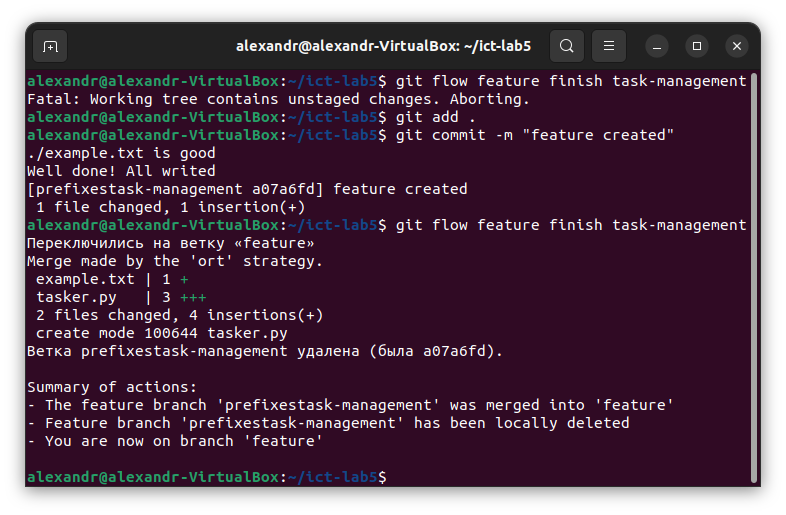 alexandr@alexandr-VirtualBox: ~/ict-lab5
alexandr@alexandr-VirtualBox:~/ict-lab5$ git flow feature finish task-management
Fatal: Working tree contains unstaged changes. Aborting.
alexandr@alexandr-VirtualBox:~/ict-lab5$ git add .
alexandr@alexandr-VirtualBox:~/ict-lab5$ git commit -m "feature created"
./example.txt is good
Well done! All writed
[prefixestask-management a07a6fd] feature created
 1 file changed, 1 insertion(+)
alexandr@alexandr-VirtualBox:~/ict-lab5$ git flow feature finish task-management
Переключились на ветку «feature»
Merge made by the 'ort' strategy.
 example.txt | 1 +
 tasker.py   | 3 +++
 2 files changed, 4 insertions(+)
 create mode 100644 tasker.py
Ветка prefixestask-management удалена (была a07a6fd).

Summary of actions:
- The feature branch 'prefixestask-management' was merged into 'feature'
- Feature branch 'prefixestask-management' has been locally deleted
- You are now on branch 'feature'

alexandr@alexandr-VirtualBox:~/ict-lab5$